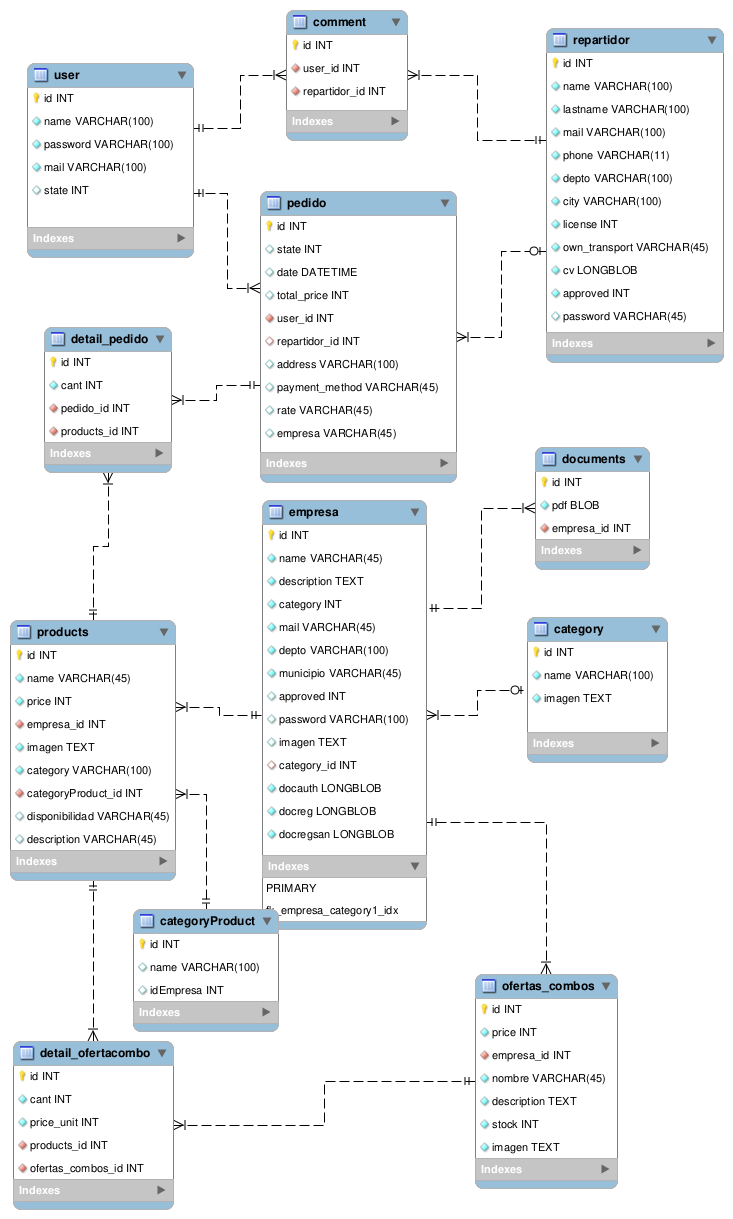 comment
id INT
user_id INT
repartidor_id INT
Indexes
repartidor
id INT
name VARCHAR(100)
lastname VARCHAR(100)
mail VARCHAR(100)
phone VARCHAR(11)
depto VARCHAR(100)
city VARCHAR(100)
license INT
own_transport VARCHAR(45)
cv LONGBLOB
approved INT
password VARCHAR(45)
Indexes
user
id INT
name VARCHAR(100)
password VARCHAR(100)
mail VARCHAR(100)
state INT
Indexes
pedido
id INT
state INT
date DATETIME
total_price INT
user_id INT
repartidor_id INT
address VARCHAR(100)
payment_method VARCHAR(45)
rate VARCHAR(45)
empresa VARCHAR(45)
Indexes
detail_pedido
id INT
cant INT
pedido_id INT
products_id INT
Indexes
documents
id INT
pdf BLOB
empresa_id INT
Indexes
empresa
id INT
name VARCHAR(45)
description TEXT
category INT
mail VARCHAR(45)
depto VARCHAR(100)
municipio VARCHAR(45)
approved INT
password VARCHAR(100)
imagen TEXT
category_id INT
docauth LONGBLOB
docreg LONGBLOB
docregsan LONGBLOB
Indexes
PRIMARY
fk_empresa_category1_idx
category
id INT
name VARCHAR(100)
imagen TEXT
Indexes
products
id INT
name VARCHAR(45)
price INT
empresa_id INT
imagen TEXT
category VARCHAR(100)
categoryProduct_id INT
disponibilidad VARCHAR(45)
description VARCHAR(45)
Indexes
categoryProduct
id INT
name VARCHAR(100)
idEmpresa INT
Indexes
ofertas_combos
id INT
price INT
empresa_id INT
nombre VARCHAR(45)
description TEXT
stock INT
imagen TEXT
Indexes
detail_ofertacombo
id INT
cant INT
price_unit INT
products_id INT
ofertas_combos_id INT
Indexes